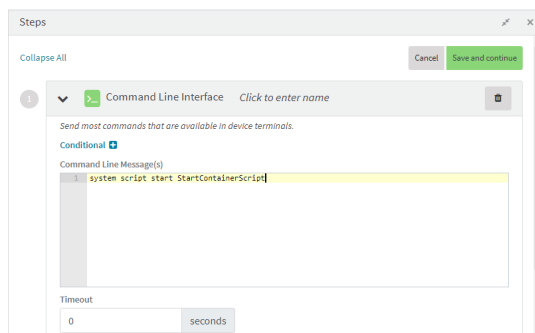 Steps
Collapse All
Cancel
Save and continue
1
>_ Command Line Interface Click to enter name
Send most commands that are available in device terminals.
Conditional
Command Line Message(s)
1 system script start StartContainerScript
Timeout
0 seconds